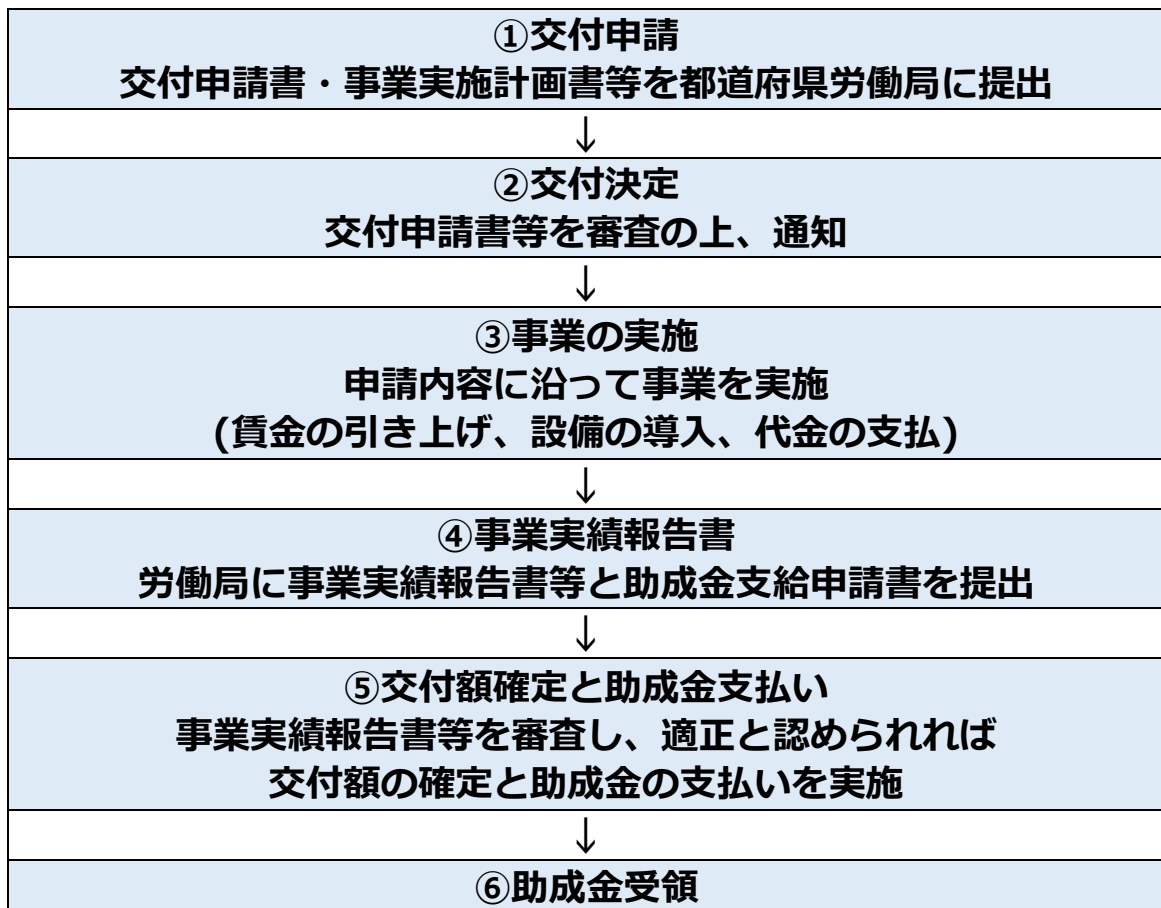 ①交付申請
交付申請書・事業実施計画書等を都道府県労働局に提出
↓
②交付決定
交付申請書等を審査の上、通知
↓
③事業の実施
申請内容に沿って事業を実施
(賃金の引き上げ、設備の導入、代金の支払)
↓
④事業実績報告書
労働局に事業実績報告書等と助成金支給申請書を提出
↓
⑤交付額確定と助成金支払い
事業実績報告書等を審査し、適正と認められれば
交付額の確定と助成金の支払いを実施
↓
⑥助成金受領